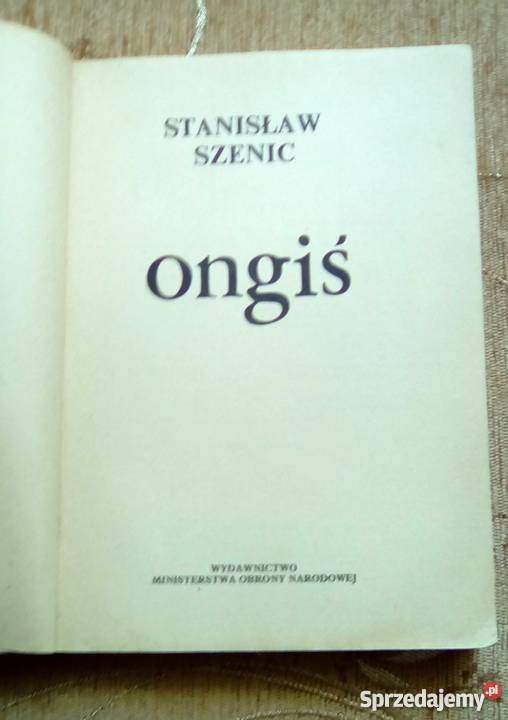 STANISŁAW
SZENIC
ongiś
WYDAWNICTWO
MINISTERSTWA OBRONY NARODOWEJ
Sprzedajemy.pl